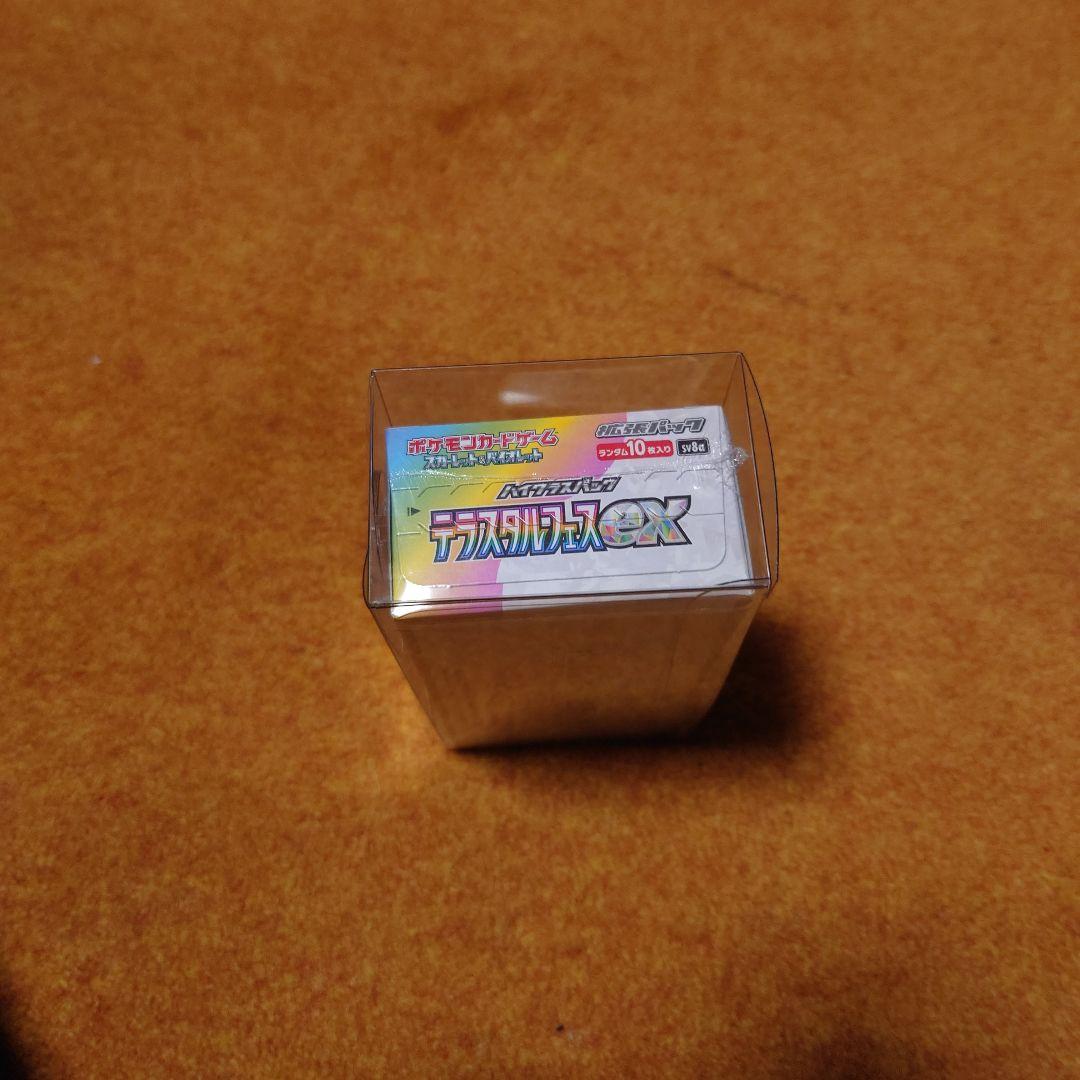 ポケモンカードゲーム
スカーレット&バイオレット
拡張パック
ランダム10枚入り
sv8a
ハイクラスパック
テラスタルフェスex